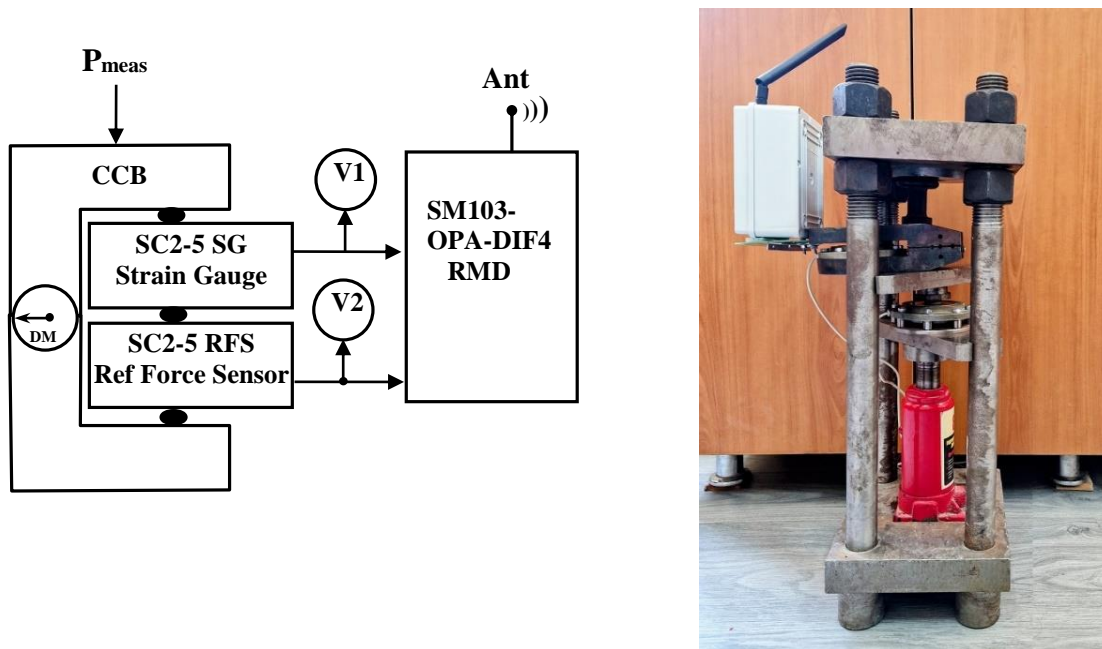 Pmeas
CCB
SC2-5 SG
Strain Gauge
DM
SC2-5 RFS
Ref Force Sensor
V1
V2
Ant
)))
SM103-
OPA-DIF4
RMD